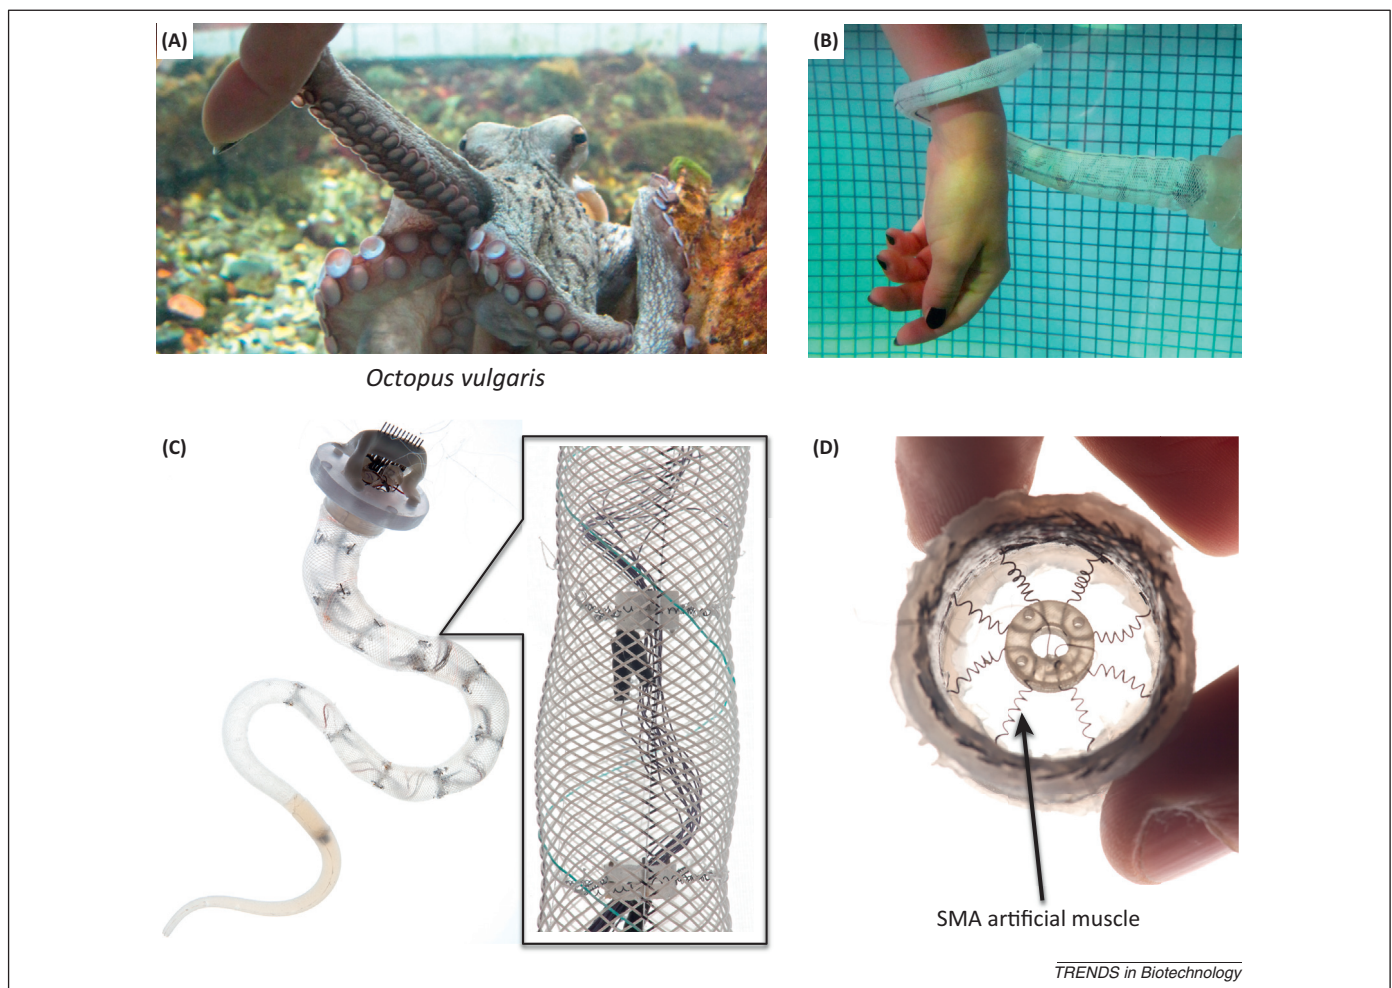 (A)
(B)
Octopus vulgaris
(C)
(D)
SMA artificial muscle
TRENDS in Biotechnology